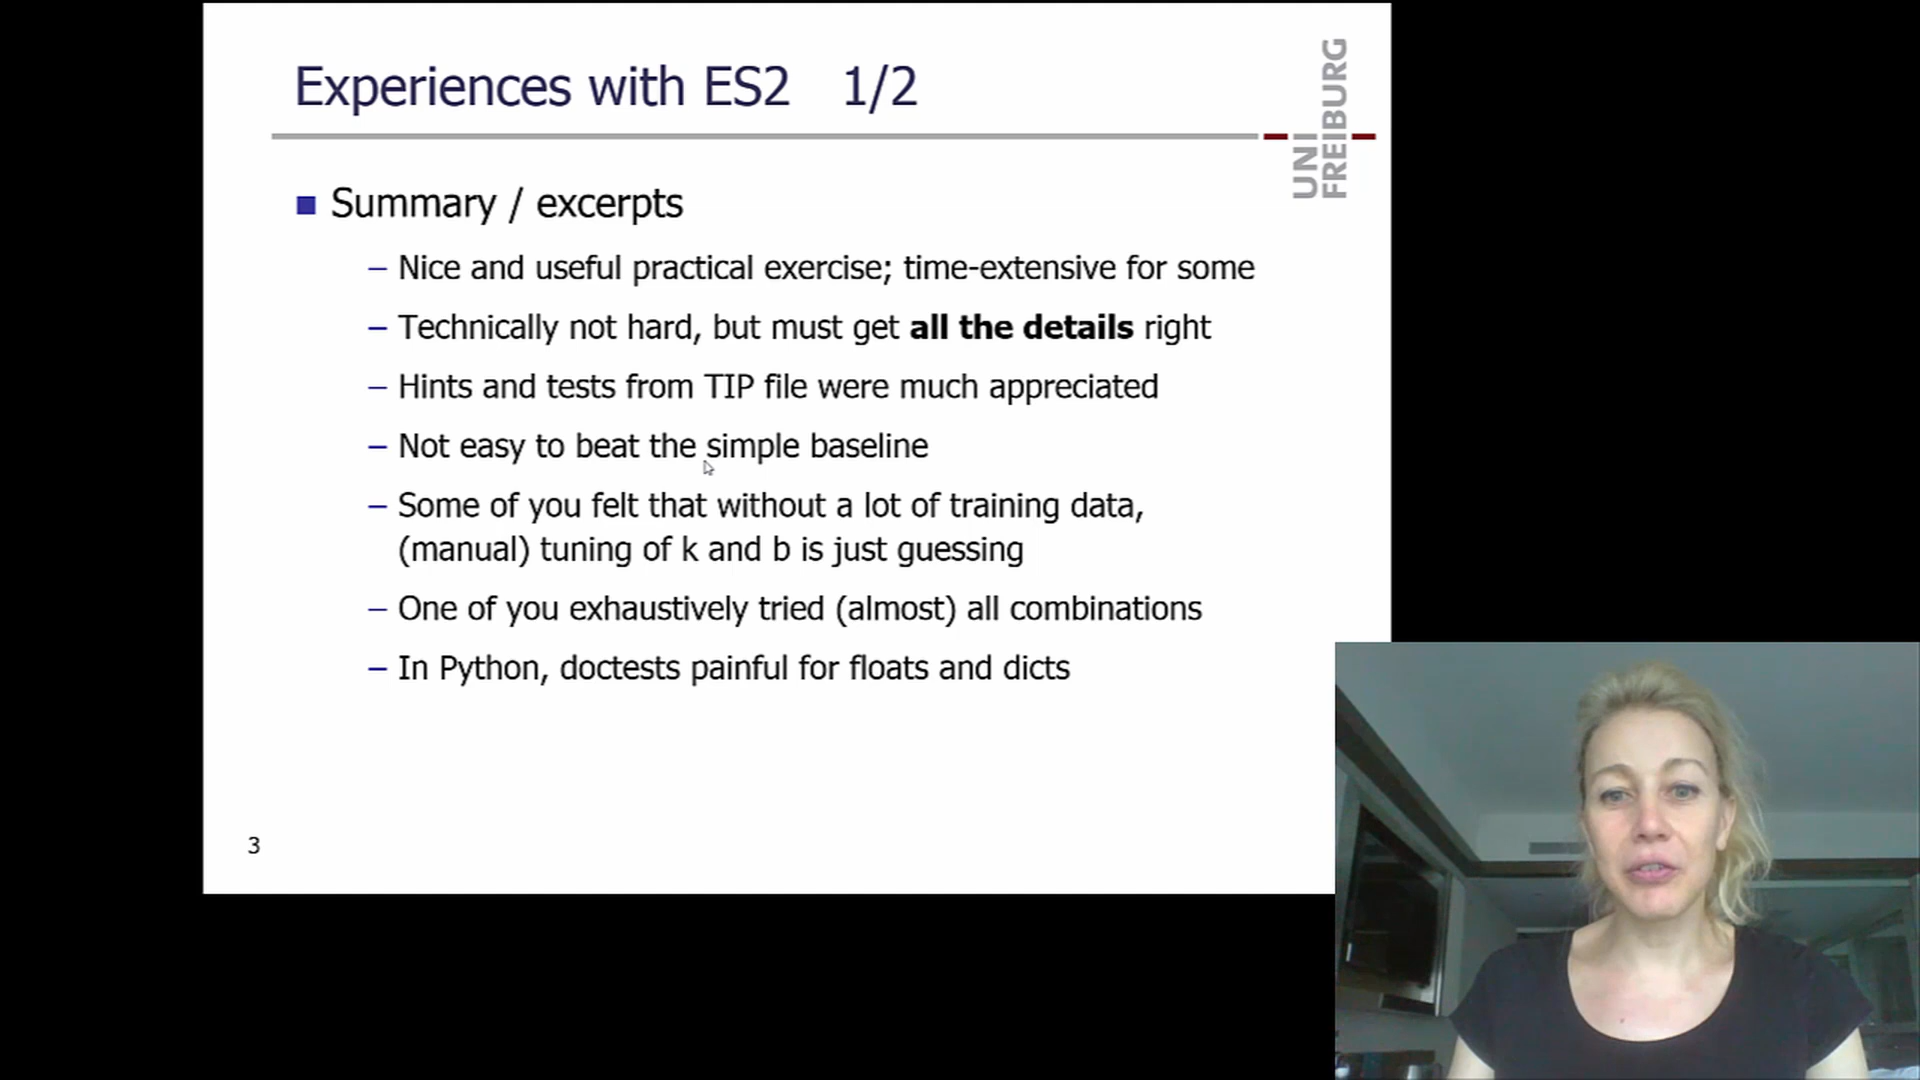 Experiences with ES2 1/2
UNI
FREIBURG
Summary / excerpts
– Nice and useful practical exercise; time-extensive for some
– Technically not hard, but must get all the details right
– Hints and tests from TIP file were much appreciated
– Not easy to beat the simple baseline
– Some of you felt that without a lot of training data,
(manual) tuning of k and b is just guessing
– One of you exhaustively tried (almost) all combinations
– In Python, doctests painful for floats and dicts
3